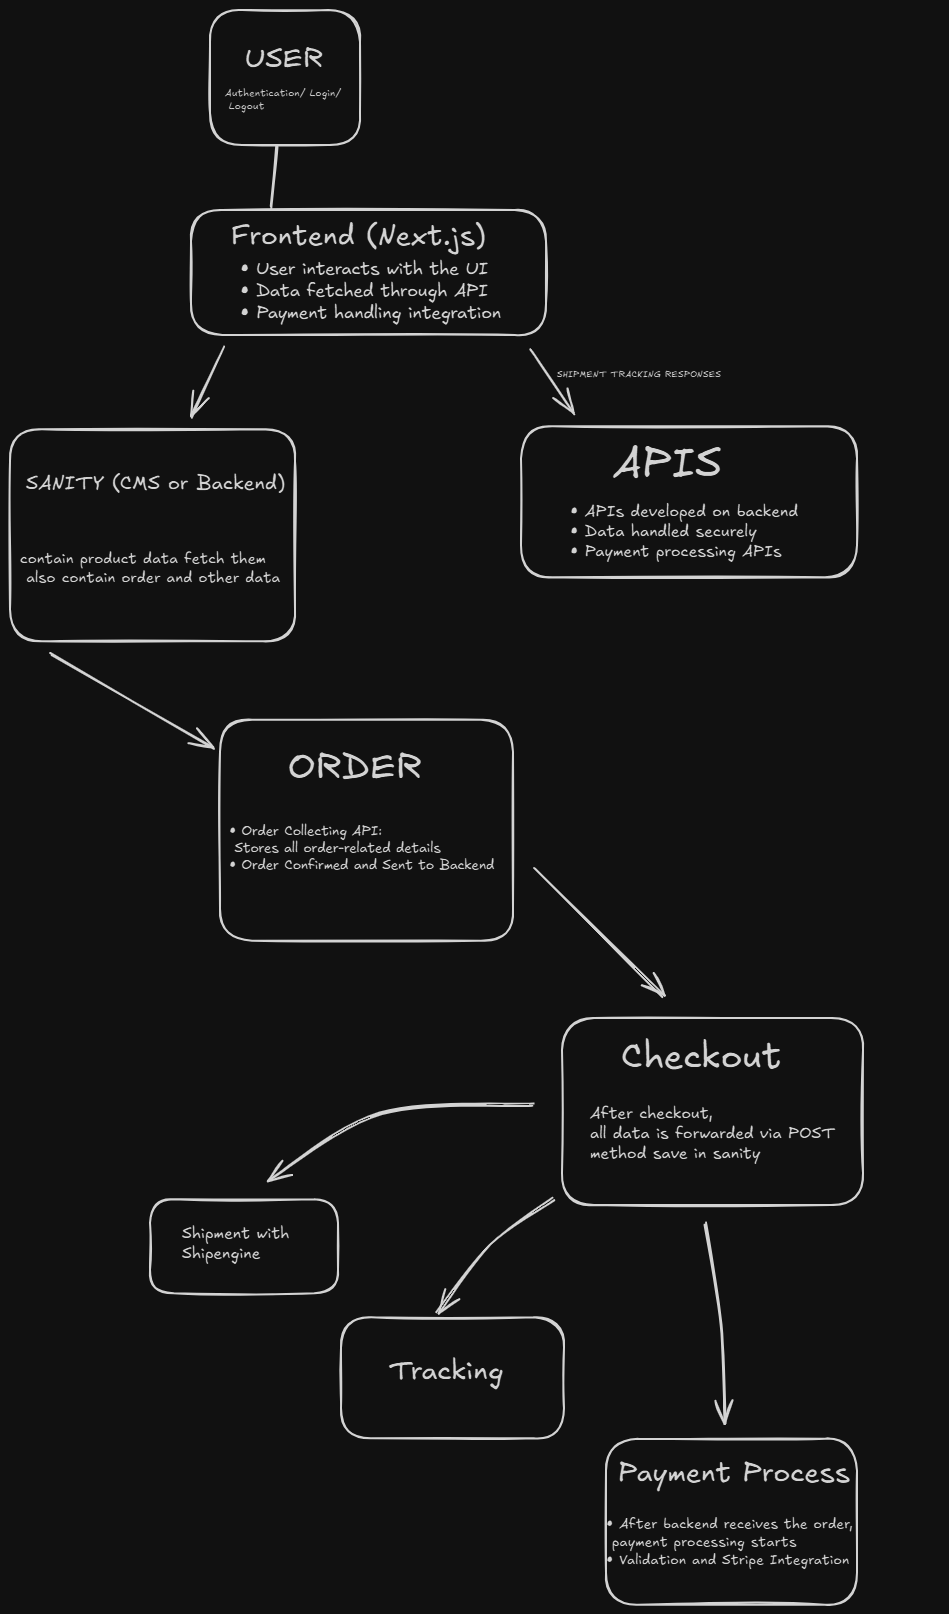 USER
Authentication/ Login/
Logout
Frontend (Next.js)
• User interacts with the UI
• Data fetched through API
• Payment handling integration
SHIPMENT TRACKING RESPONSES
SANITY (CMS or Backend)
contain product data fetch them
also contain order and other data
APIS
• APIs developed on backend
• Data handled securely
• Payment processing APIs
ORDER
• Order Collecting API:
Stores all order-related details
• Order Confirmed and Sent to Backend
Checkout
After checkout,
all data is forwarded via POST
method save in sanity
Shipment with
Shipengine
Tracking
Payment Process
• After backend receives the order,
payment processing starts
• Validation and Stripe Integration